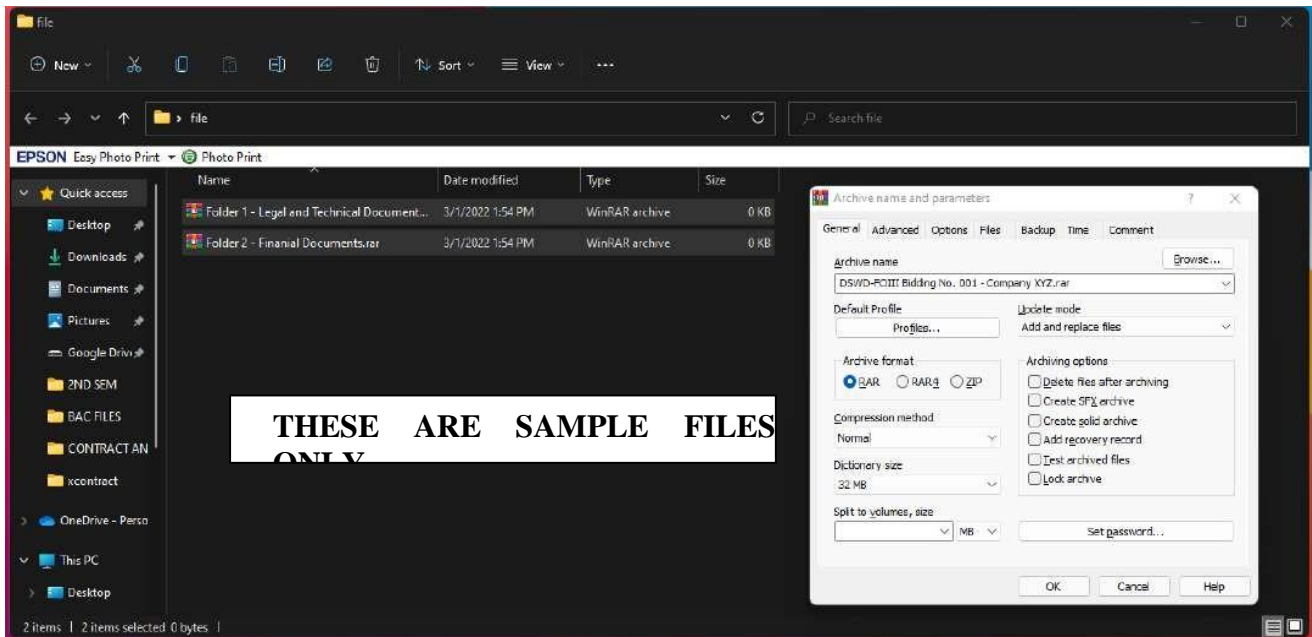 file
New
Sort
View
...
file
Search file
EPSON Easy Photo Print
Photo Print
Name Date modified Type Size
Folder 1 - Legal and Technical Document... 3/1/2022 1:54 PM WinRAR archive 0 KB
Folder 2 - Finanial Documents.rar 3/1/2022 1:54 PM WinRAR archive 0 KB
Quick access
Desktop
Downloads
Documents
Pictures
Google Driv
2ND SEM
BAC FILES
CONTRACT AN
xcontract
OneDrive - Perso
This PC
Desktop
2 items | 2 items selected 0 bytes |
THESE ARE SAMPLE FILES
ONLY
Archive name and parameters ? ×
General Advanced Options Files Backup Time Comment
Archive name
Browse...
DSWD-FOIII Bidding No. 001 - Company XYZ.rar
Default Profile
Profiles...
Update mode
Add and replace files
Archive format
RAR RAR4 ZIP
Compression method
Normal
Dictionary size
32 MB
Split to volumes, size
MB
Archiving options
Delete files after archiving
Create SFX archive
Create solid archive
Add recovery record
Test archived files
Lock archive
Set password...
OK Cancel Help